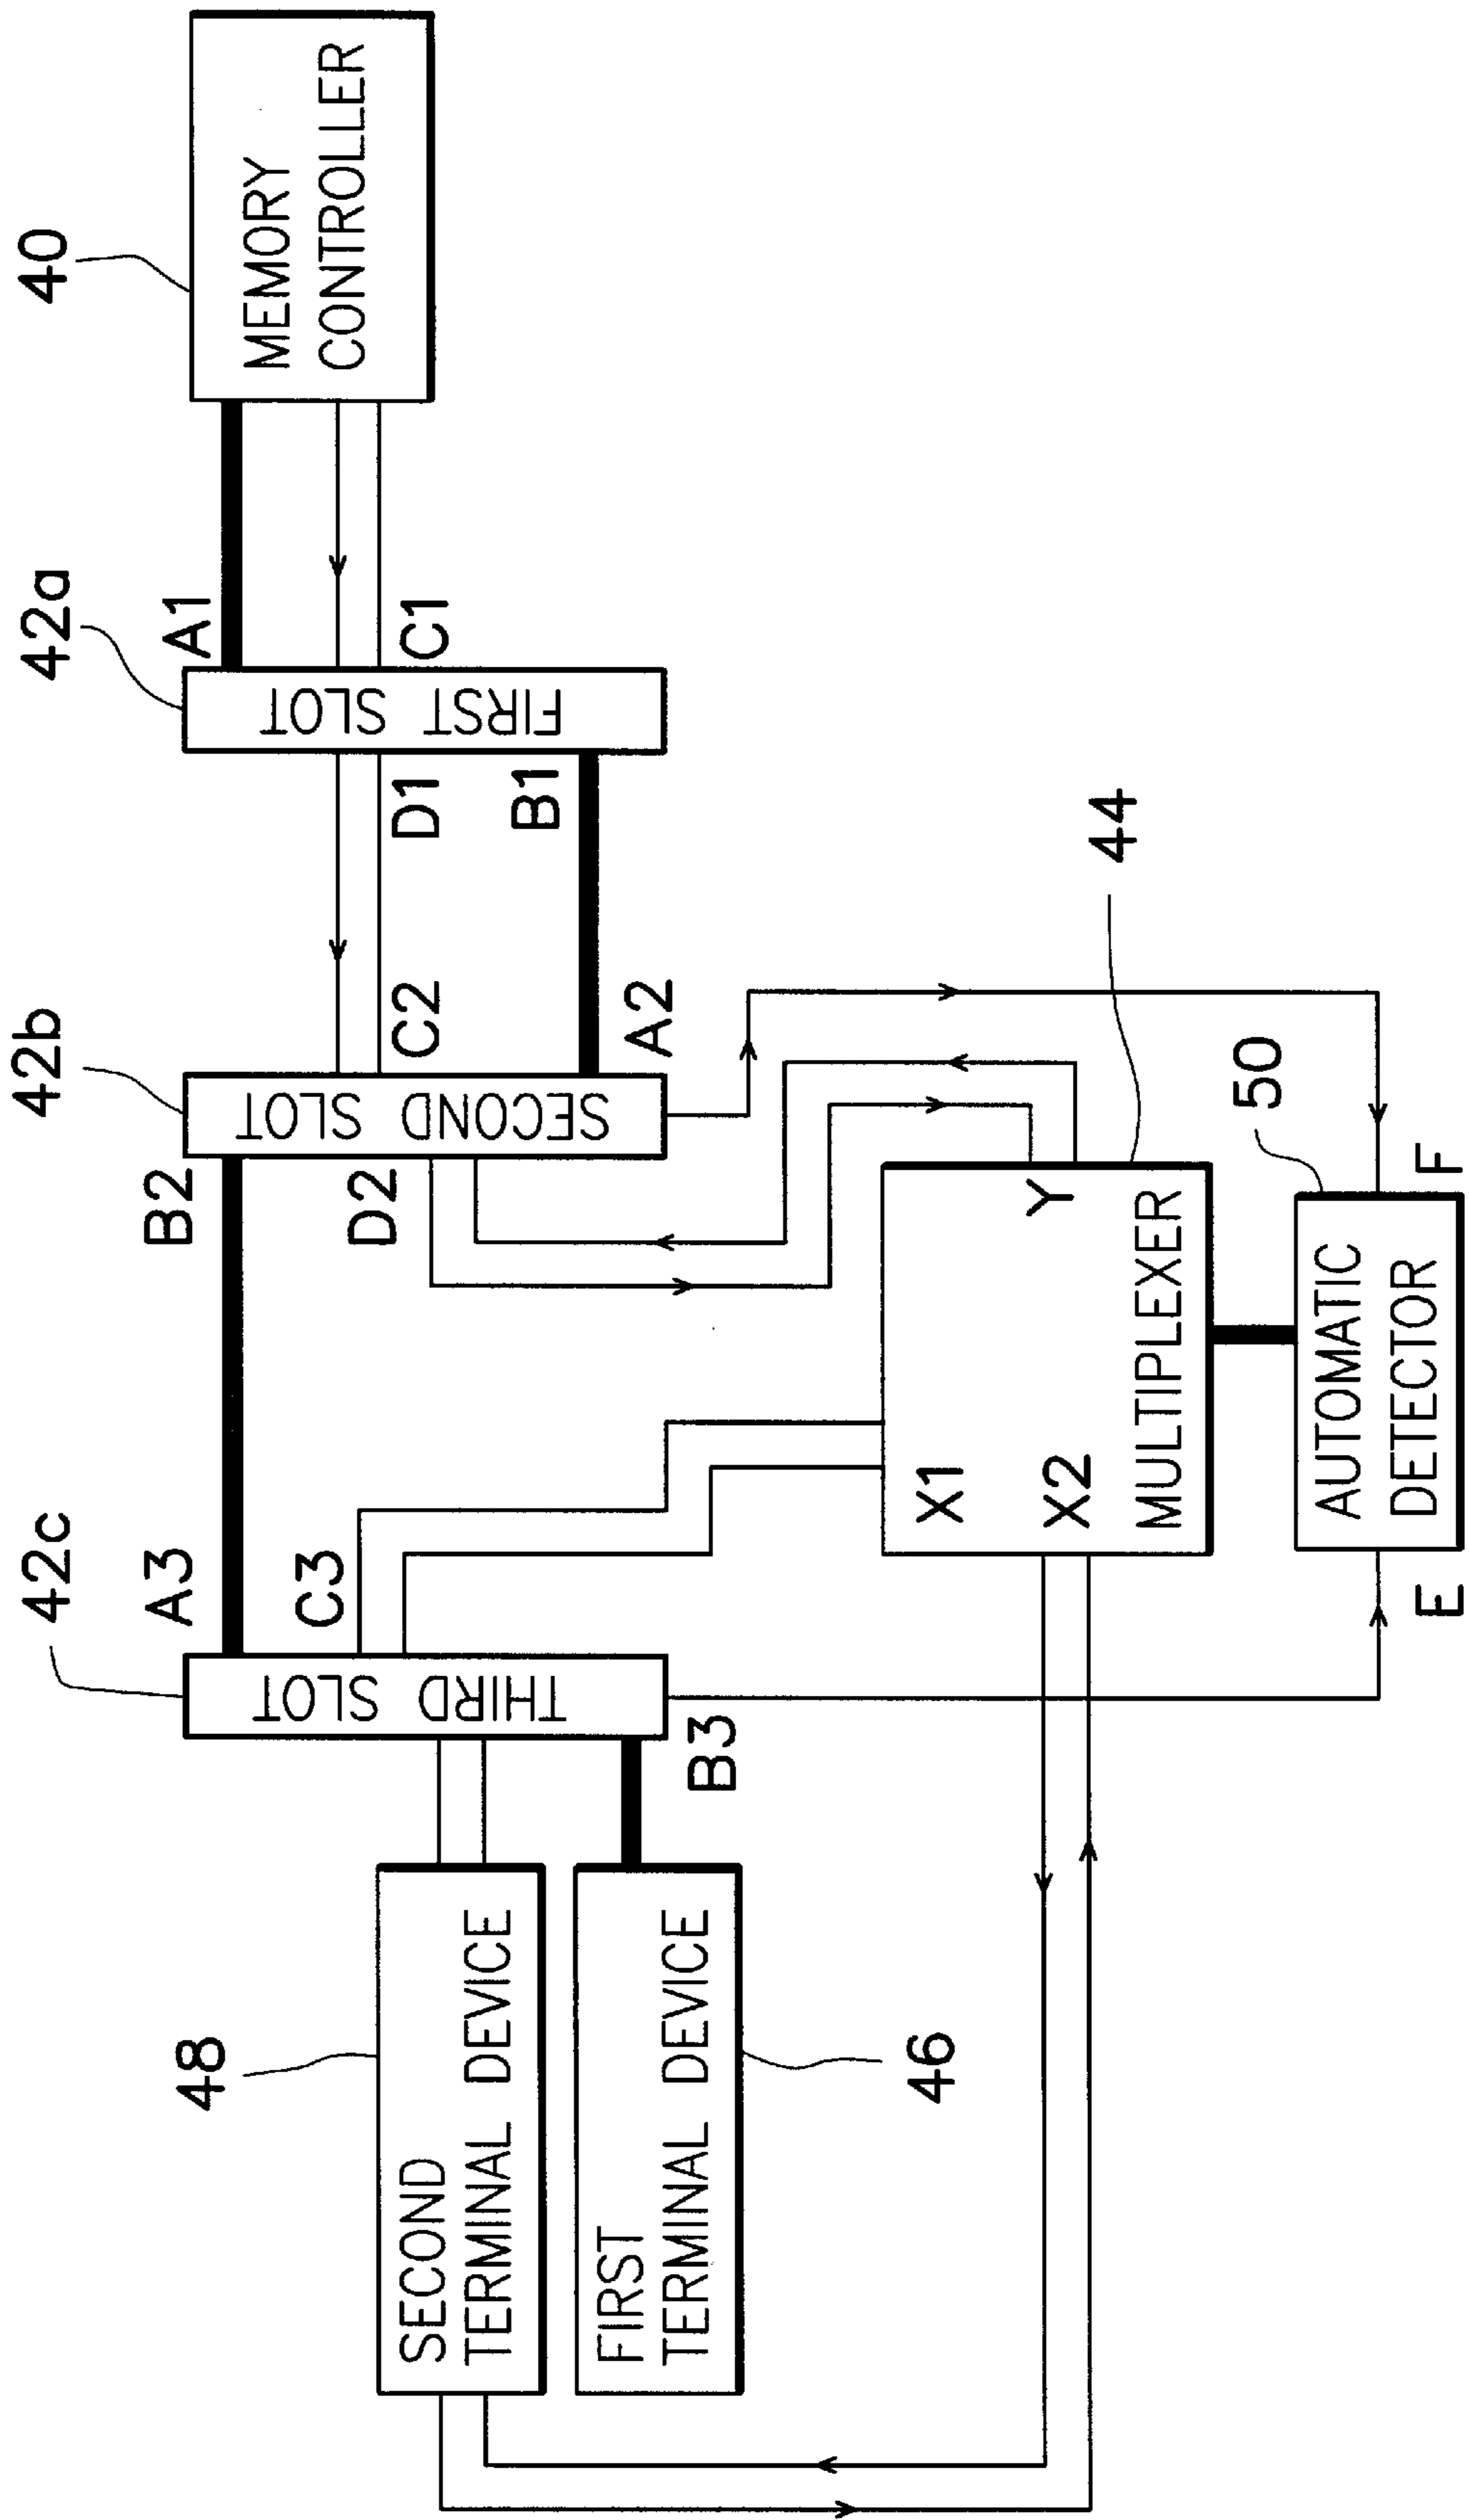 40
MEMORY
CONTROLLER
42a
A1
C1
FIRST SLOT
D1
B1
42b
C2
A2
SECOND SLOT
B2
D2
44
Y
X1
X2
MULTIPLEXER
50
F
AUTOMATIC
DETECTOR
E
42c
A3
C3
THIRD SLOT
B3
48
SECOND
TERMINAL DEVICE
FIRST
TERMINAL DEVICE
46